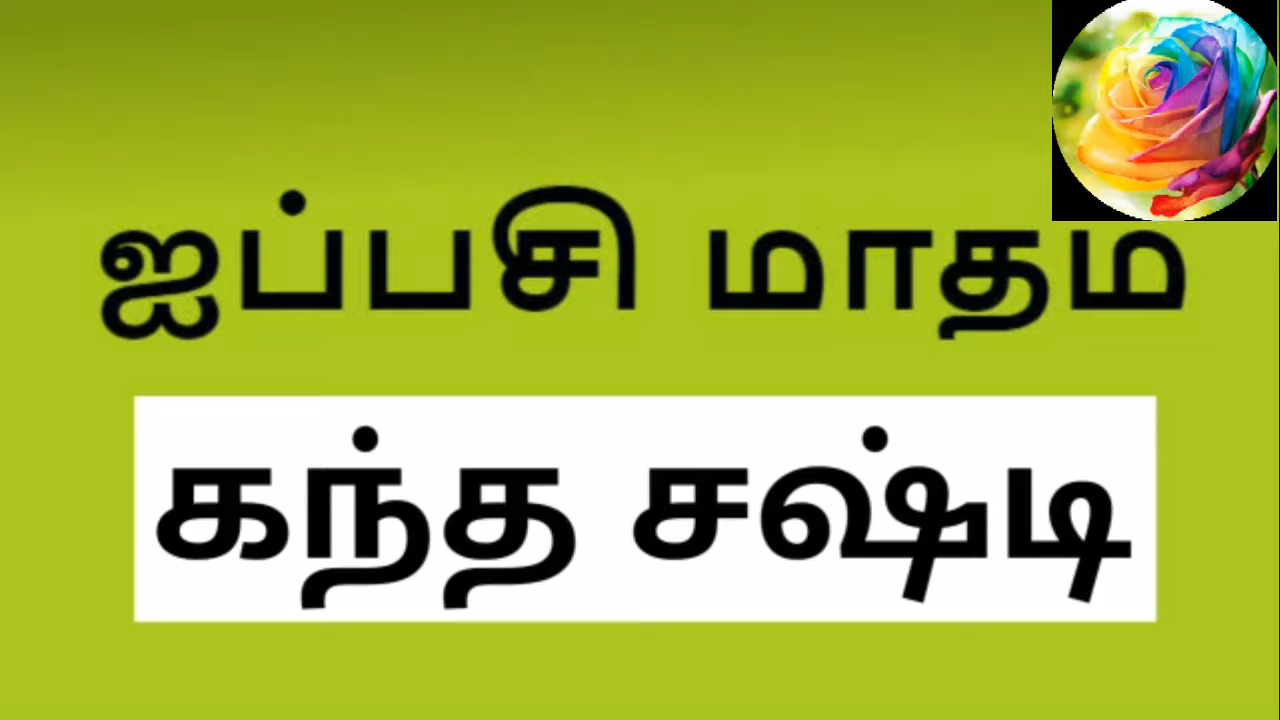 ஐப்பசி மாதம்
கந்த சஷ்டி